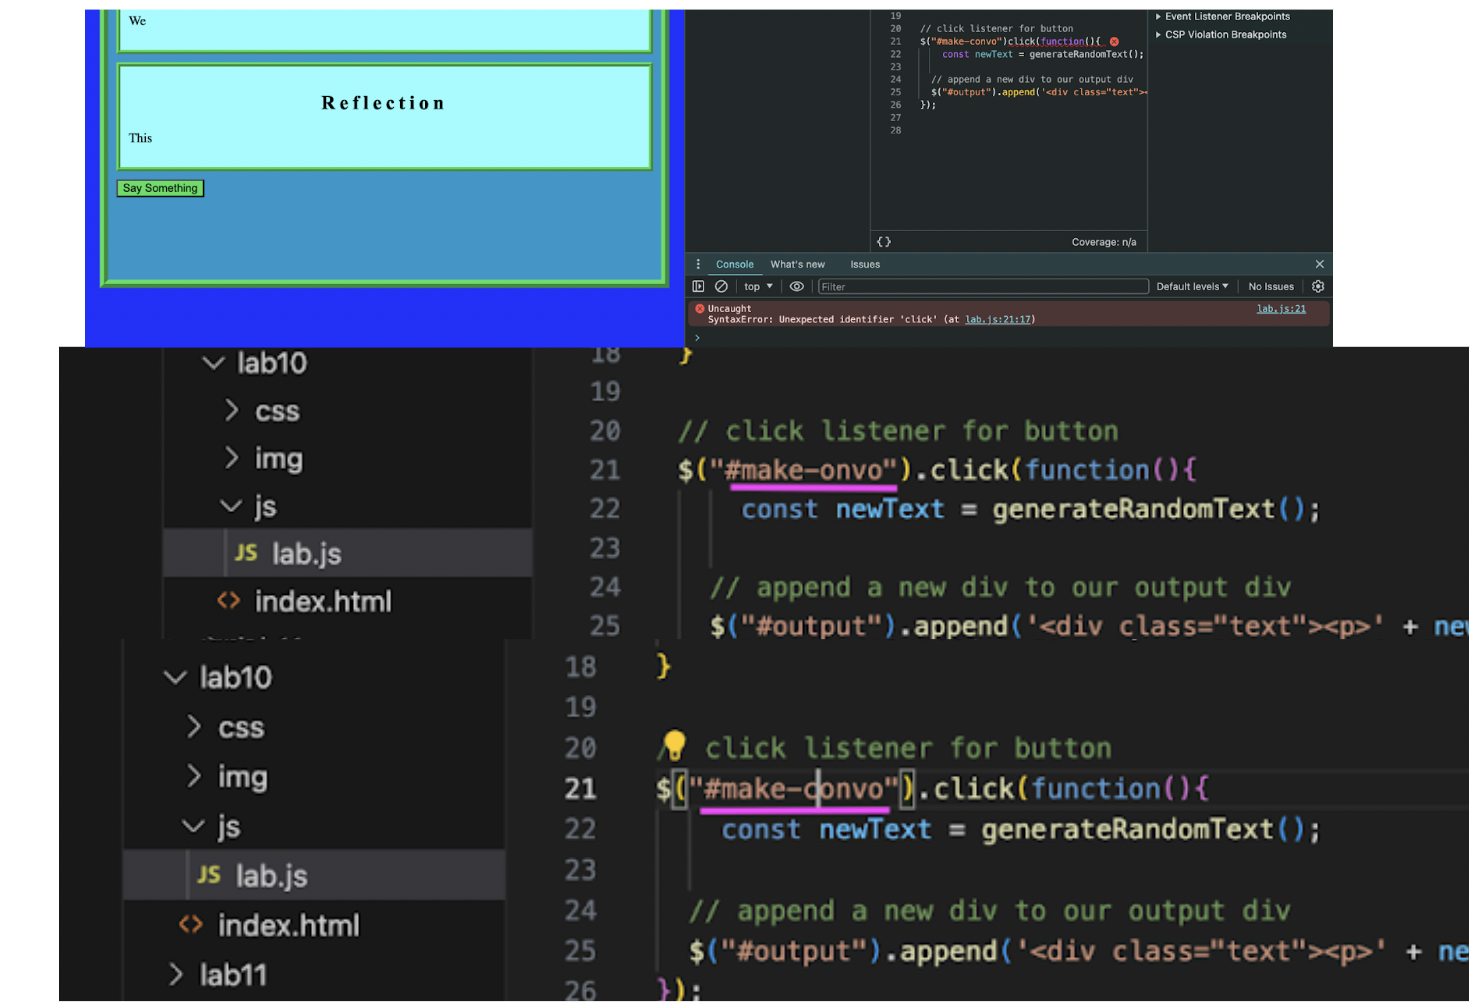 We
Reflection
This
Say Something
19
20 // click listener for button
21 $("#make-convo")click(function(){
22 const newText = generateRandomText();
23
24 // append a new div to our output div
25 $("#output").append('<div class="text"><
26 });
27
28
{} Coverage: n/a
Event Listener Breakpoints
CSP Violation Breakpoints
Console What's new Issues
top Filter Default levels No Issues
Uncaught lab.js:21
SyntaxError: Unexpected identifier 'click' (at lab.js:21:17)
lab10
css
img
js
JS lab.js
<> index.html
18 }
19
20 // click listener for button
21 $("#make-onvo").click(function(){
22 const newText = generateRandomText();
23
24 // append a new div to our output div
25 $("#output").append('<div class="text"><p>' + new
lab10
css
img
js
JS lab.js
<> index.html
lab11
18 }
19
20 / click listener for button
21 $("#make-convo").click(function(){
22 const newText = generateRandomText();
23
24 // append a new div to our output div
25 $("#output").append('<div class="text"><p>' + ne
26 });